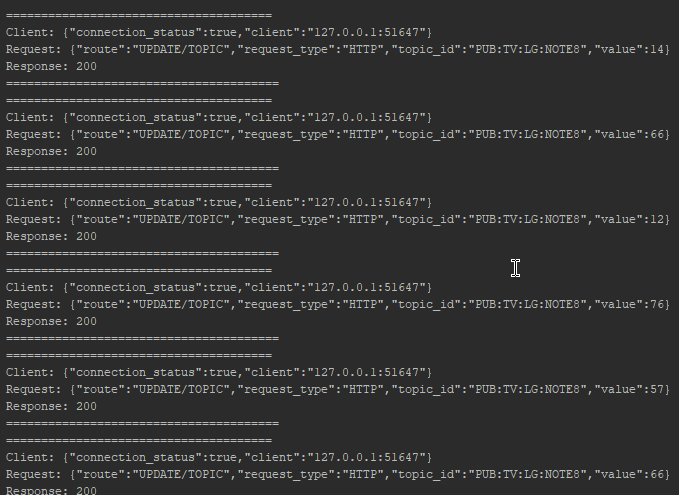 ======================================
Client: {"connection_status":true,"client":"127.0.0.1:51647"}
Request: {"route":"UPDATE/TOPIC","request_type":"HTTP","topic_id":"PUB:TV:LG:NOTE8","value":14}
Response: 200
=======================================
======================================
Client: {"connection_status":true,"client":"127.0.0.1:51647"}
Request: {"route":"UPDATE/TOPIC","request_type":"HTTP","topic_id":"PUB:TV:LG:NOTE8","value":66}
Response: 200
=======================================
======================================
Client: {"connection_status":true,"client":"127.0.0.1:51647"}
Request: {"route":"UPDATE/TOPIC","request_type":"HTTP","topic_id":"PUB:TV:LG:NOTE8","value":12}
Response: 200
=======================================
======================================
Client: {"connection_status":true,"client":"127.0.0.1:51647"}
Request: {"route":"UPDATE/TOPIC","request_type":"HTTP","topic_id":"PUB:TV:LG:NOTE8","value":76}
Response: 200
=======================================
======================================
Client: {"connection_status":true,"client":"127.0.0.1:51647"}
Request: {"route":"UPDATE/TOPIC","request_type":"HTTP","topic_id":"PUB:TV:LG:NOTE8","value":57}
Response: 200
=======================================
======================================
Client: {"connection_status":true,"client":"127.0.0.1:51647"}
Request: {"route":"UPDATE/TOPIC","request_type":"HTTP","topic_id":"PUB:TV:LG:NOTE8","value":66}
Response: 200